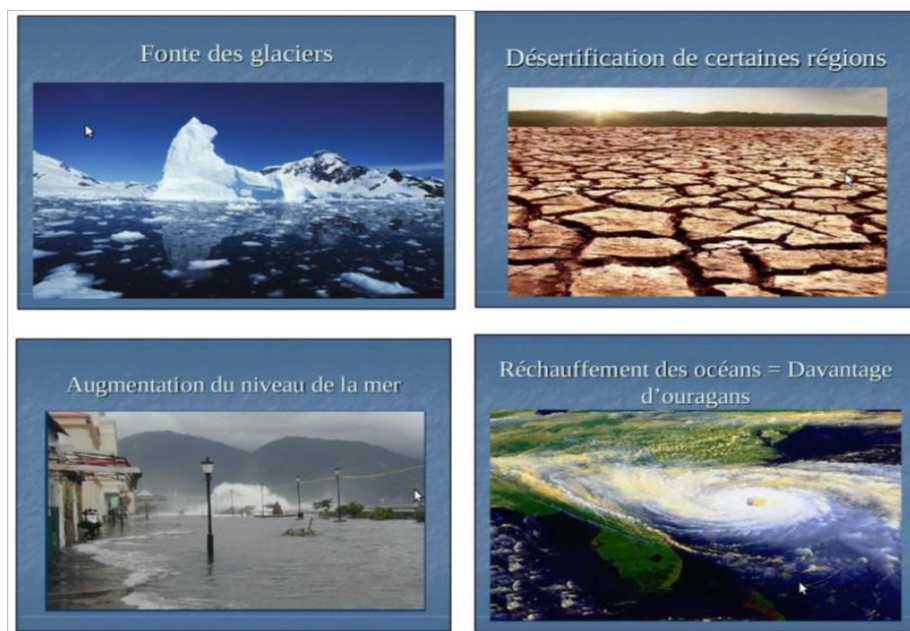 Fonte des glaciers
Désertification de certaines régions
Augmentation du niveau de la mer
Réchauffement des océans = Davantage
d’ouragans